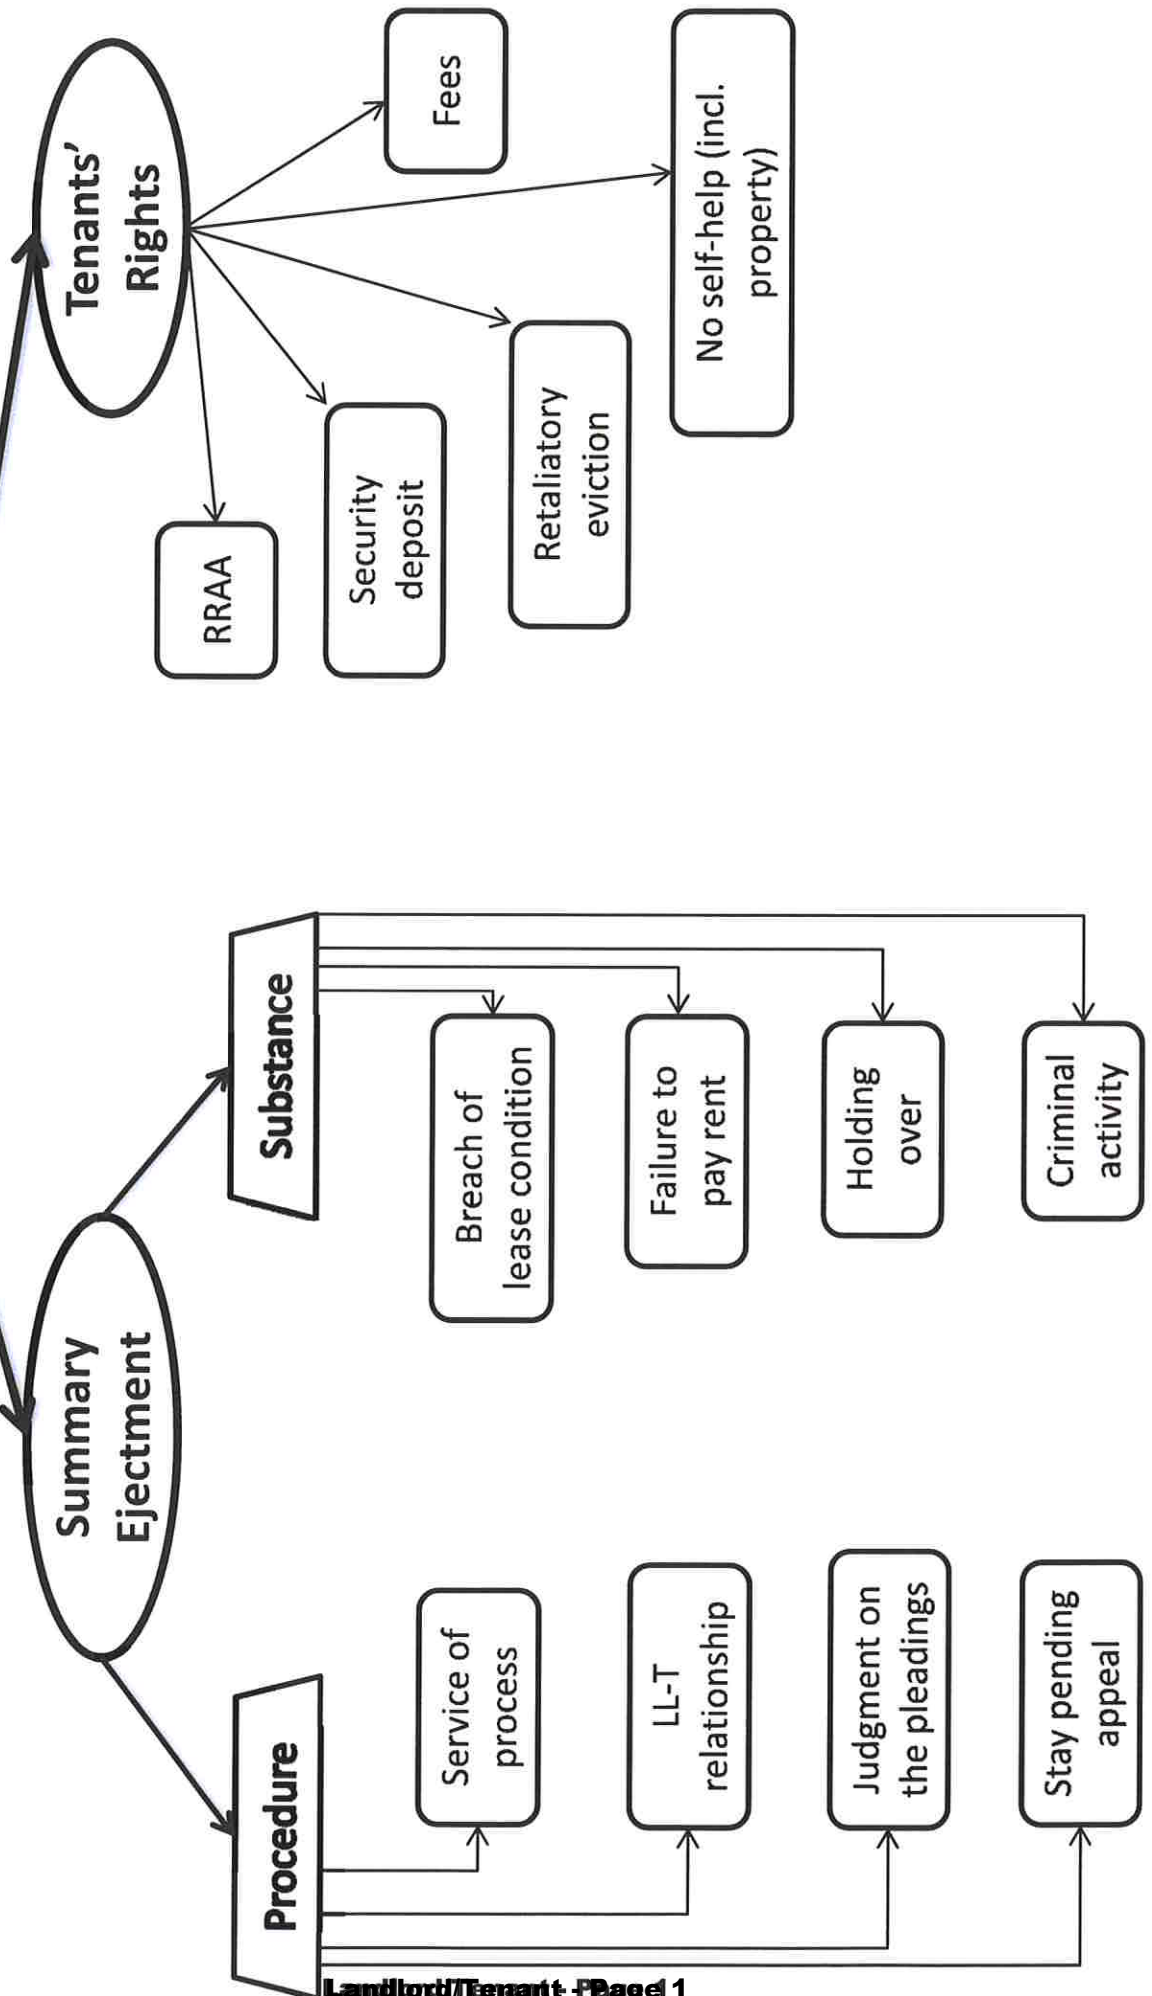 Summary
Ejectment
Tenants’
Rights
Procedure
Service of
process
LL-T
relationship
Judgment on
the pleadings
Stay pending
appeal
Substance
Breach of
lease condition
Failure to
pay rent
Holding
over
Criminal
activity
RRAA
Security
deposit
Retaliatory
eviction
Fees
No self-help (incl.
property)
Landlord/Tenant - Page 1